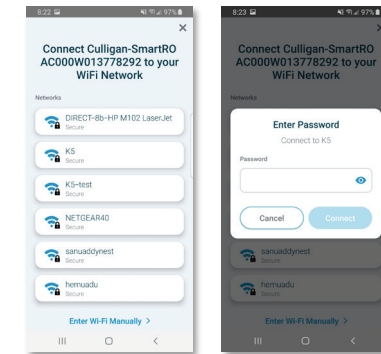 8:22
97%
Connect Culligan-SmartRO
AC000W013778292 to your
WiFi Network
Networks
DIRECT-8b-HP M102 LaserJet
Secure
K5
Secure
K5-test
Secure
NETGEAR40
Secure
sanuaddynest
Secure
hemuadu
Secure
Enter Wi-Fi Manually >
8:23
97%
Connect Culligan-SmartRO
AC000W013778292 to your
WiFi Network
Networks
Enter Password
Connect to K5
Password
Cancel
Connect
sanuaddynest
Secure
hemuadu
Secure
Enter Wi-Fi Manually >